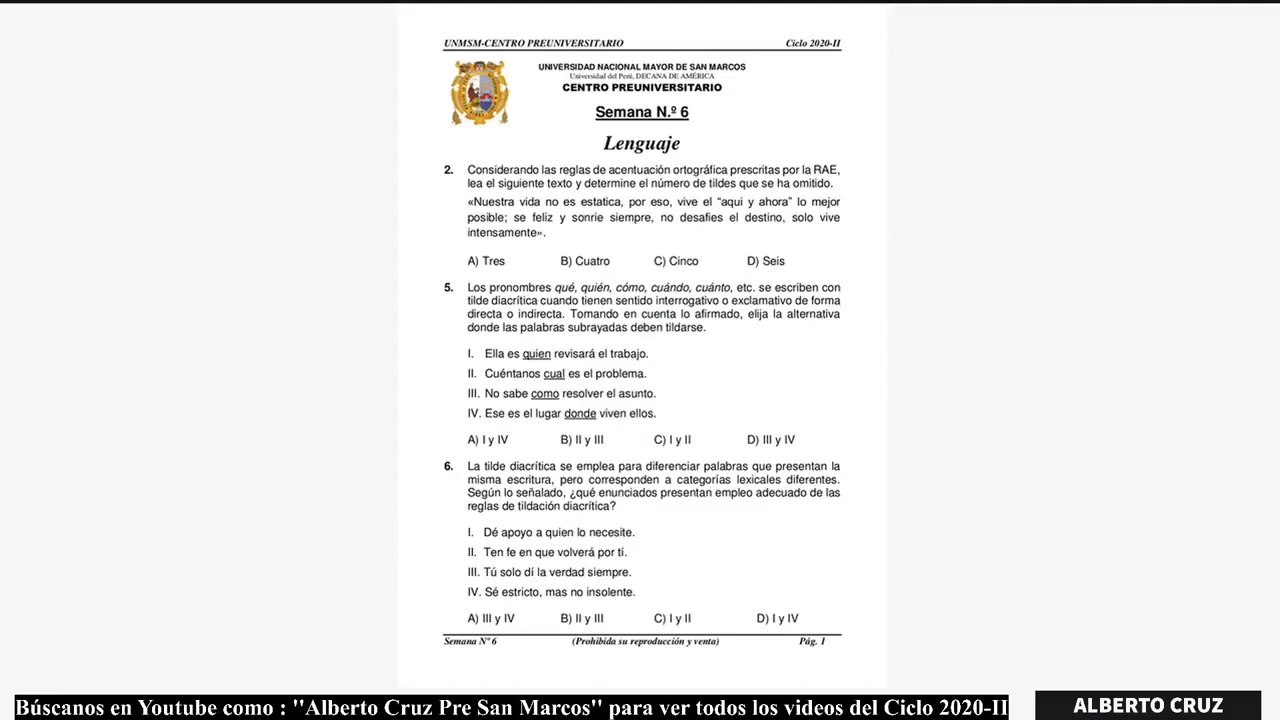 UNMSM-CENTRO PREUNIVERSITARIO Ciclo 2020-II
UNIVERSIDAD NACIONAL MAYOR DE SAN MARCOS
Universidad del Perú, DECANA DE AMÉRICA
CENTRO PREUNIVERSITARIO
Semana N.º 6
Lenguaje
2. Considerando las reglas de acentuación ortográfica prescritas por la RAE,
lea el siguiente texto y determine el número de tildes que se ha omitido.
«Nuestra vida no es estatica, por eso, vive el “aqui y ahora” lo mejor
posible; se feliz y sonrie siempre, no desafies el destino, solo vive
intensamente».
A) Tres B) Cuatro C) Cinco D) Seis
5. Los pronombres qué, quién, cómo, cuándo, cuánto, etc. se escriben con
tilde diacrítica cuando tienen sentido interrogativo o exclamativo de forma
directa o indirecta. Tomando en cuenta lo afirmado, elija la alternativa
donde las palabras subrayadas deben tildarse.
I. Ella es quien revisará el trabajo.
II. Cuéntanos cual es el problema.
III. No sabe como resolver el asunto.
IV. Ese es el lugar donde viven ellos.
A) I y IV B) II y III C) I y II D) III y IV
6. La tilde diacrítica se emplea para diferenciar palabras que presentan la
misma escritura, pero corresponden a categorías lexicales diferentes.
Según lo señalado, ¿qué enunciados presentan empleo adecuado de las
reglas de tildación diacrítica?
I. Dé apoyo a quien lo necesite.
II. Ten fe en que volverá por tí.
III. Tú solo dí la verdad siempre.
IV. Sé estricto, mas no insolente.
A) III y IV B) II y III C) I y II D) I y IV
Semana Nº 6 (Prohibida su reproducción y venta) Pág. 1
Búscanos en Youtube como : "Alberto Cruz Pre San Marcos" para ver todos los videos del Ciclo 2020-II
ALBERTO CRUZ